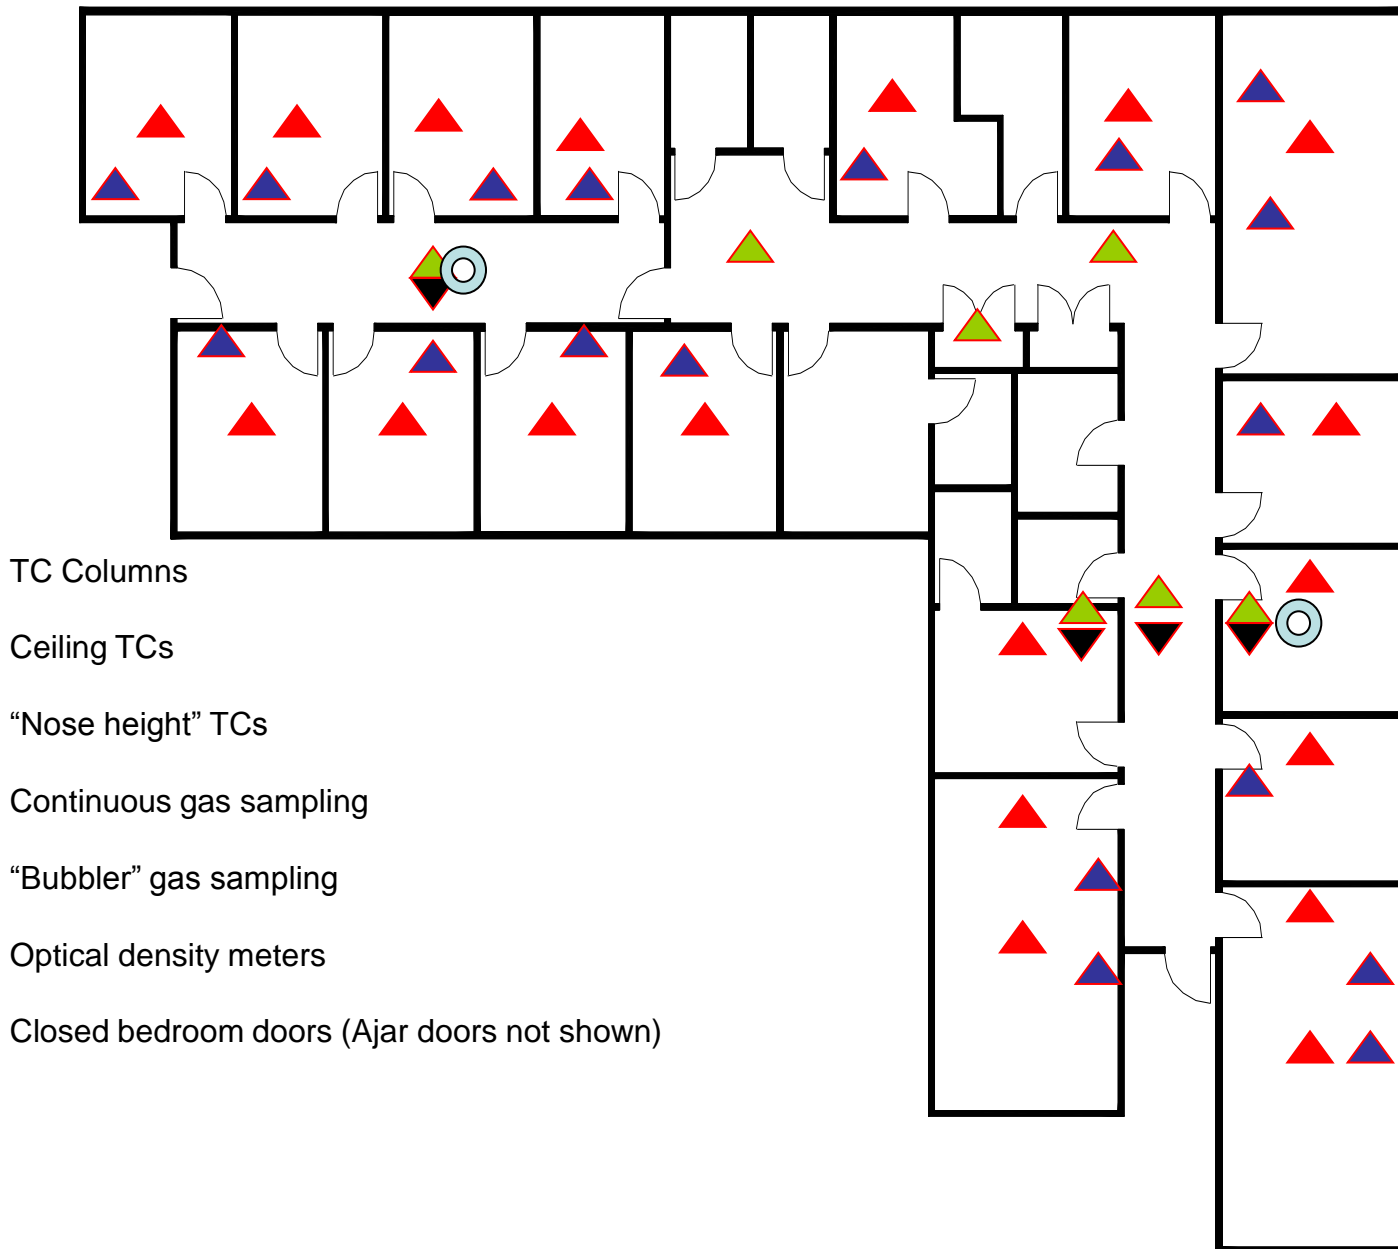 TC Columns
Ceiling TCs
“Nose height” TCs
Continuous gas sampling
“Bubbler” gas sampling
Optical density meters
Closed bedroom doors (Ajar doors not shown)